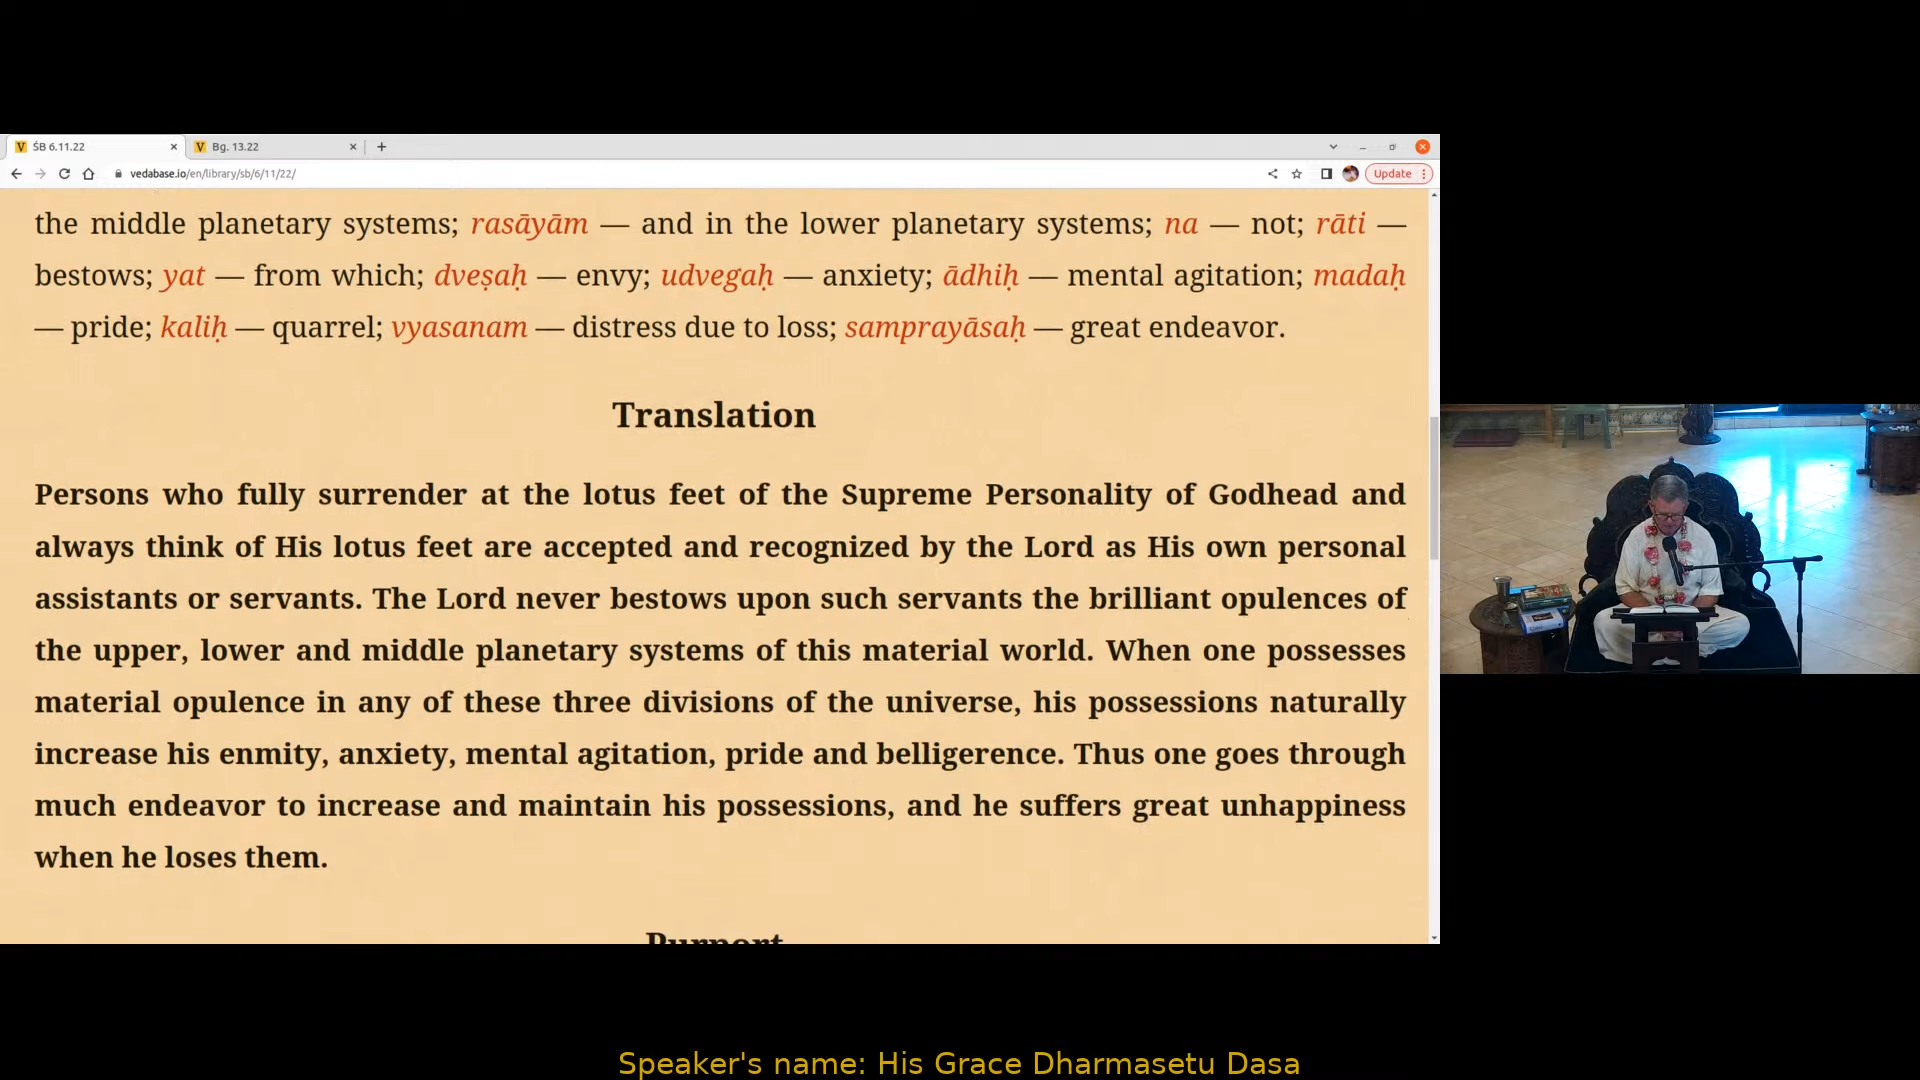 ŚB 6.11.22
Bg. 13.22
vedabase.io/en/library/sb/6/11/22/
Update
the middle planetary systems; rasāyām — and in the lower planetary systems; na — not; rāti —
bestows; yat — from which; dveṣaḥ — envy; udvegaḥ — anxiety; ādhiḥ — mental agitation; madaḥ
— pride; kaliḥ — quarrel; vyasanam — distress due to loss; samprayāsaḥ — great endeavor.
Translation
Persons who fully surrender at the lotus feet of the Supreme Personality of Godhead and
always think of His lotus feet are accepted and recognized by the Lord as His own personal
assistants or servants. The Lord never bestows upon such servants the brilliant opulences of
the upper, lower and middle planetary systems of this material world. When one possesses
material opulence in any of these three divisions of the universe, his possessions naturally
increase his enmity, anxiety, mental agitation, pride and belligerence. Thus one goes through
much endeavor to increase and maintain his possessions, and he suffers great unhappiness
when he loses them.
Purport
Speaker's name: His Grace Dharmasetu Dasa